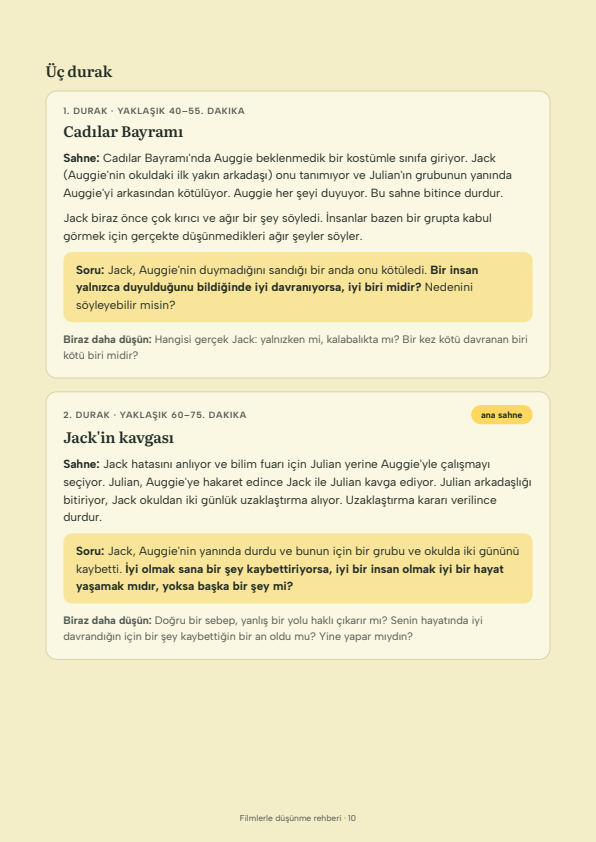 Üç durak
1. DURAK · YAKLAŞIK 40–55. DAKIKA
Cadılar Bayramı
Sahne: Cadılar Bayramı'nda Auggie beklenmedik bir kostümle sınıfa giriyor. Jack
(Auggie'nin okuldaki ilk yakın arkadaşı) onu tanımıyor ve Julian'ın grubunun yanında
Auggie'yi arkasından kötülüyor. Auggie her şeyi duyuyor. Bu sahne bitince durdur.
Jack biraz önce çok kırıcı ve ağır bir şey söyledi. İnsanlar bazen bir grupta kabul
görmek için gerçekte düşünmedikleri ağır şeyler söyler.
Soru: Jack, Auggie'nin duymadığını sandığı bir anda onu kötüledi. Bir insan
yalnızca duyulduğunu bildiğinde iyi davranıyorsa, iyi biri midir? Nedenini
söyleyebilir misin?
Biraz daha düşün: Hangisi gerçek Jack: yalnızken mi, kalabalıkta mı? Bir kez kötü davranan biri
kötü biri midir?
2. DURAK · YAKLAŞIK 60–75. DAKIKA
ana sahne
Jack'in kavgası
Sahne: Jack hatasını anlıyor ve bilim fuarı için Julian yerine Auggie'yle çalışmayı
seçiyor. Julian, Auggie'ye hakaret edince Jack ile Julian kavga ediyor. Julian arkadaşlığı
bitiriyor, Jack okuldan iki günlük uzaklaştırma alıyor. Uzaklaştırma kararı verilince
durdur.
Soru: Jack, Auggie'nin yanında durdu ve bunun için bir grubu ve okulda iki gününü
kaybetti. İyi olmak sana bir şey kaybettiriyorsa, iyi bir insan olmak iyi bir hayat
yaşamak mıdır, yoksa başka bir şey mi?
Biraz daha düşün: Doğru bir sebep, yanlış bir yolu haklı çıkarır mı? Senin hayatında iyi
davrandığın için bir şey kaybettiğin bir an oldu mu? Yine yapar mıydın?
Filmlerle düşünme rehberi · 10